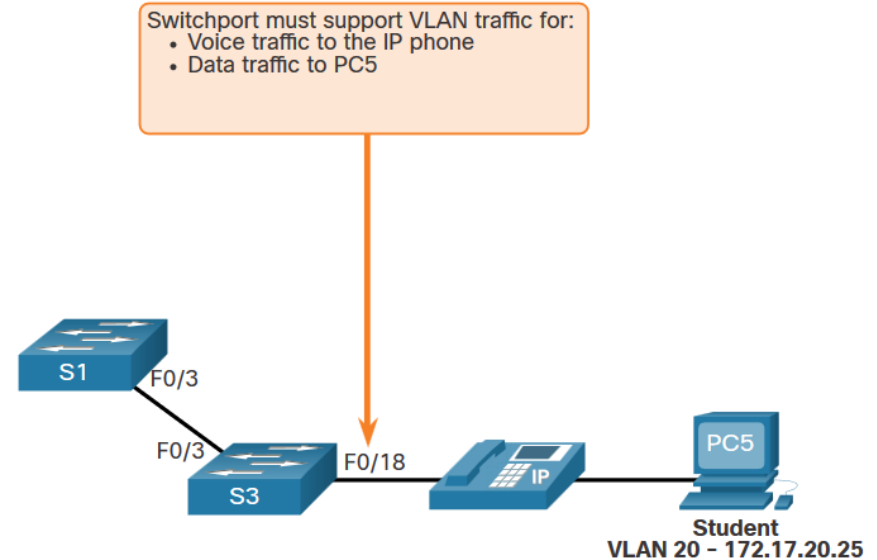 Switchport must support VLAN traffic for:
• Voice traffic to the IP phone
• Data traffic to PC5
S1
F0/3
F0/3
F0/18
S3
IP
PC5
Student
VLAN 20 - 172.17.20.25